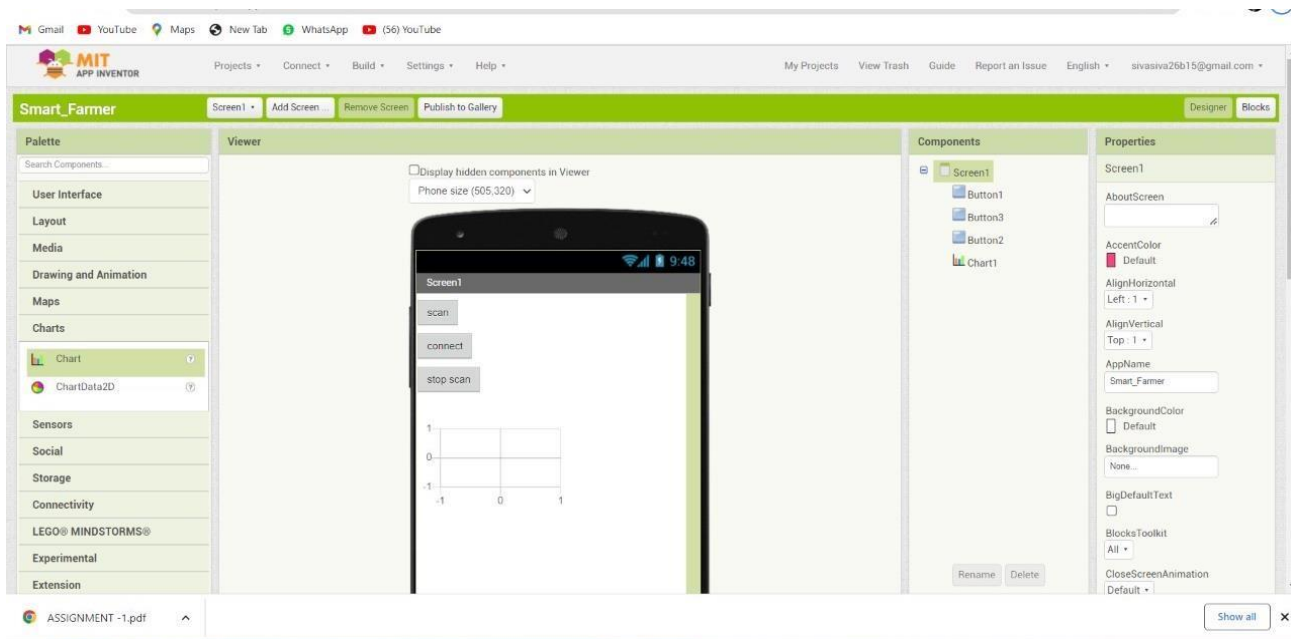 Gmail YouTube Maps New Tab WhatsApp (56) YouTube
MIT
APP INVENTOR
Projects Connect Build Settings Help My Projects View Trash Guide Report an Issue English sivasiva26b15@gmail.com
Smart_Farmer Screen1 Add Screen ... Remove Screen Publish to Gallery Designer Blocks
Palette
Search Components...
User Interface
Layout
Media
Drawing and Animation
Maps
Charts
Chart
ChartData2D
Sensors
Social
Storage
Connectivity
LEGO® MINDSTORMS®
Experimental
Extension
Viewer
Display hidden components in Viewer
Phone size (505,320)
9:48
Screen1
scan
connect
stop scan
1
0
-1
-1 0 1
Components
Screen1
Button1
Button3
Button2
Chart1
Rename Delete
Properties
Screen1
AboutScreen
AccentColor
Default
AlignHorizontal
Left : 1
AlignVertical
Top : 1
AppName
Smart_Farmer
BackgroundColor
Default
BackgroundImage
None...
BigDefaultText
BlocksToolkit
All
CloseScreenAnimation
Default
ASSIGNMENT -1.pdf Show all